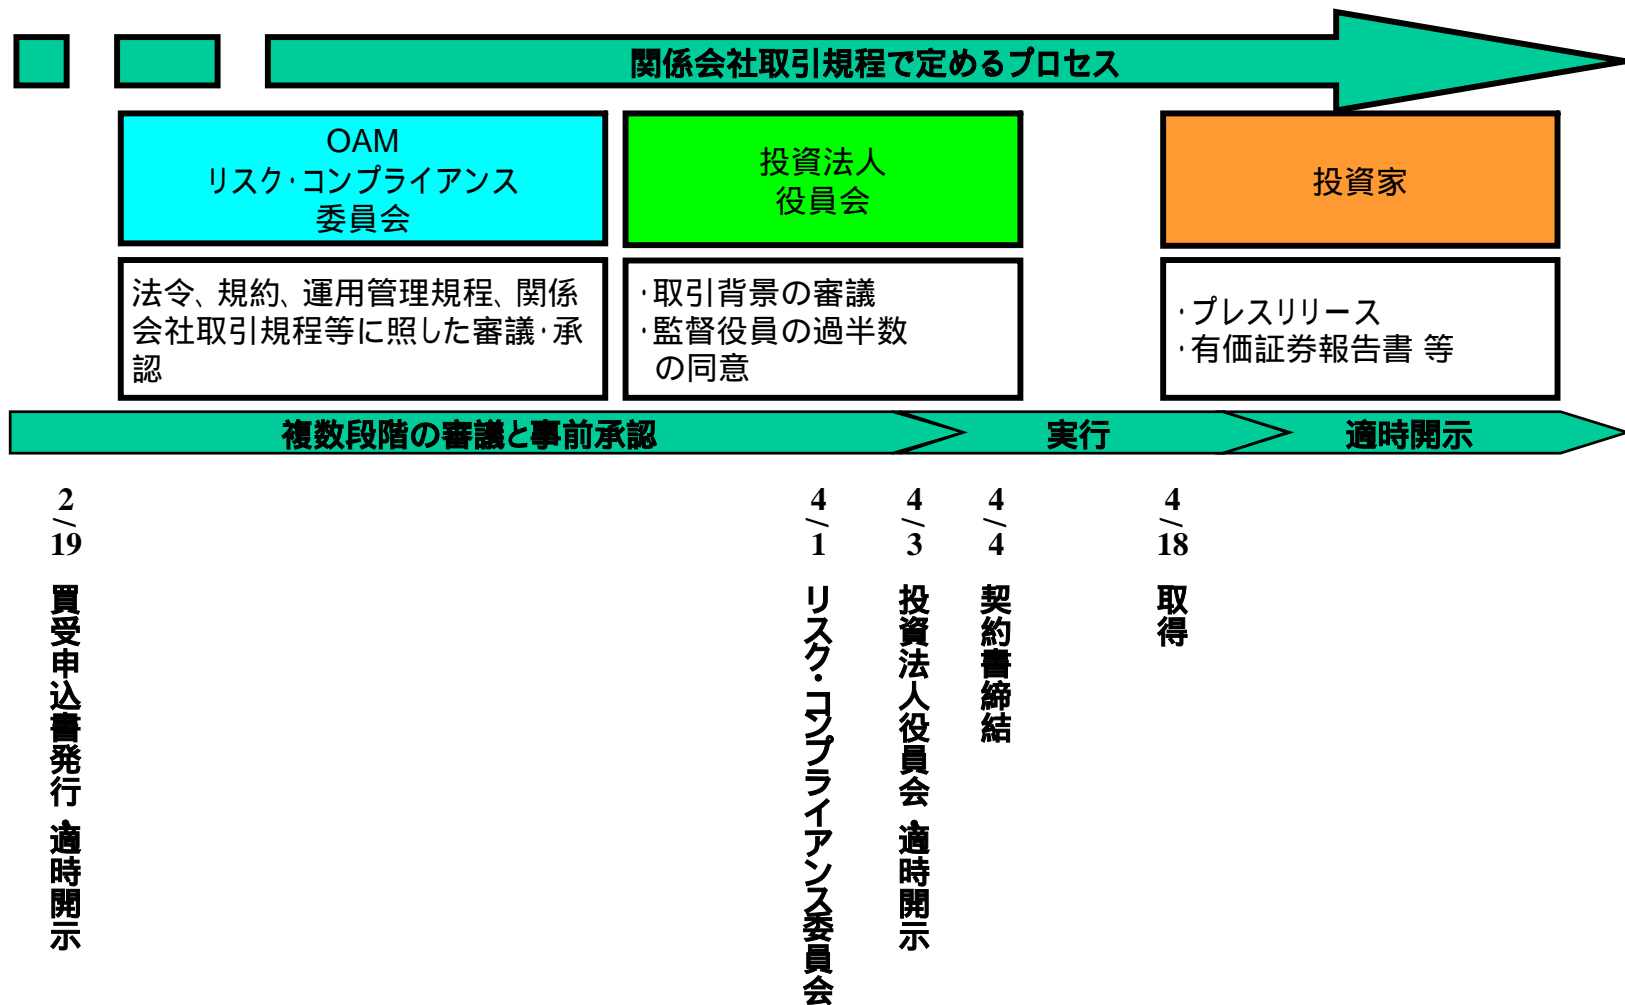 関係会社取引規程で定めるプロセス
OAM
リスク・コンプライアンス
委員会
投資法人
役員会
投資家
法令、規約、運用管理規程、関係
会社取引規程等に照した審議・承
認
・取引背景の審議
・監督役員の過半数
の同意
・プレスリリース
・有価証券報告書 等
複数段階の審議と事前承認
実行
適時開示
2/19 買受申込書発行・適時開示
4/1 リスク・コンプライアンス委員会
4/3 投資法人役員会・適時開示
4/4 契約書締結
4/18 取得